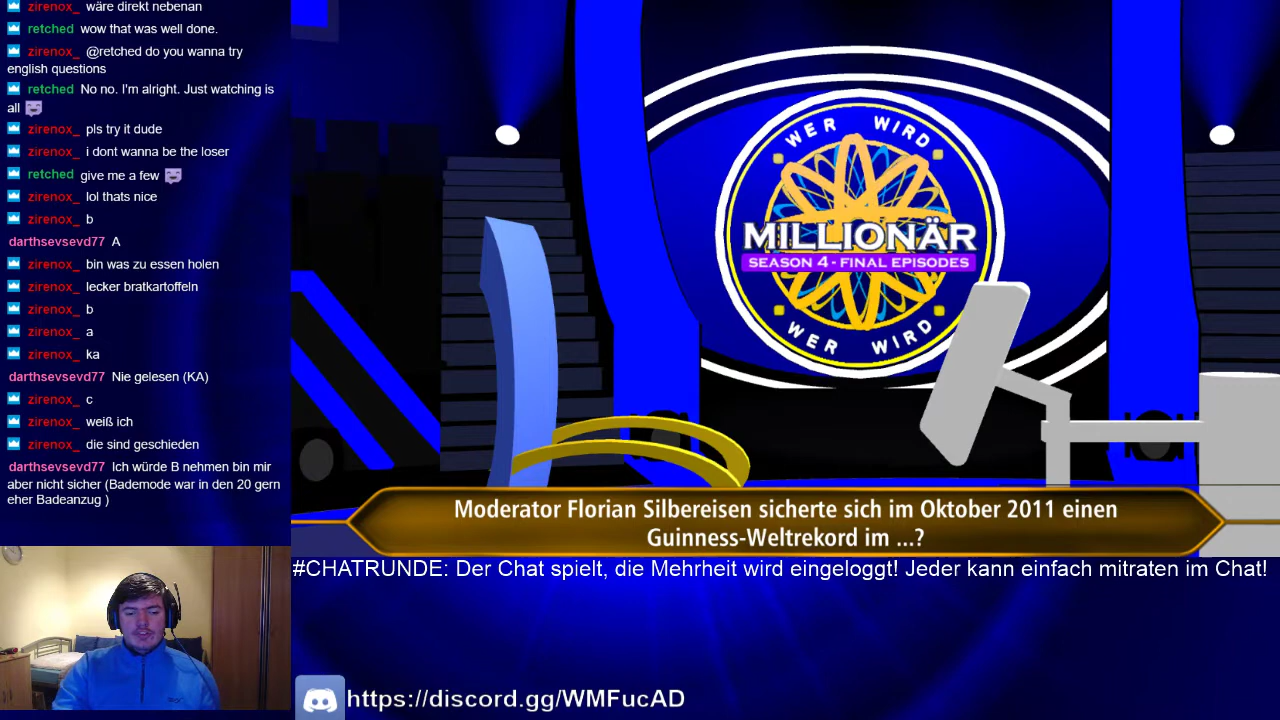 zirenox_ wäre direkt nebenan
retched wow that was well done.
zirenox_ @retched do you wanna try
english questions
retched No no. I'm alright. Just watching is
all
zirenox_ pls try it dude
zirenox_ i dont wanna be the loser
retched give me a few
zirenox_ lol thats nice
zirenox_ b
darthsevsevd77 A
zirenox_ bin was zu essen holen
zirenox_ lecker bratkartoffeln
zirenox_ b
zirenox_ a
zirenox_ ka
darthsevsevd77 Nie gelesen (KA)
zirenox_ c
zirenox_ weiß ich
zirenox_ die sind geschieden
darthsevsevd77 Ich würde B nehmen bin mir
aber nicht sicher (Bademode war in den 20 gern
eher Badeanzug )
WER WIRD
MILLIONÄR
SEASON 4 - FINAL EPISODES
WER WIRD
Moderator Florian Silbereisen sicherte sich im Oktober 2011 einen
Guinness-Weltrekord im ...?
#CHATRUNDE: Der Chat spielt, die Mehrheit wird eingeloggt! Jeder kann einfach mitraten im Chat!
https://discord.gg/WMFucAD